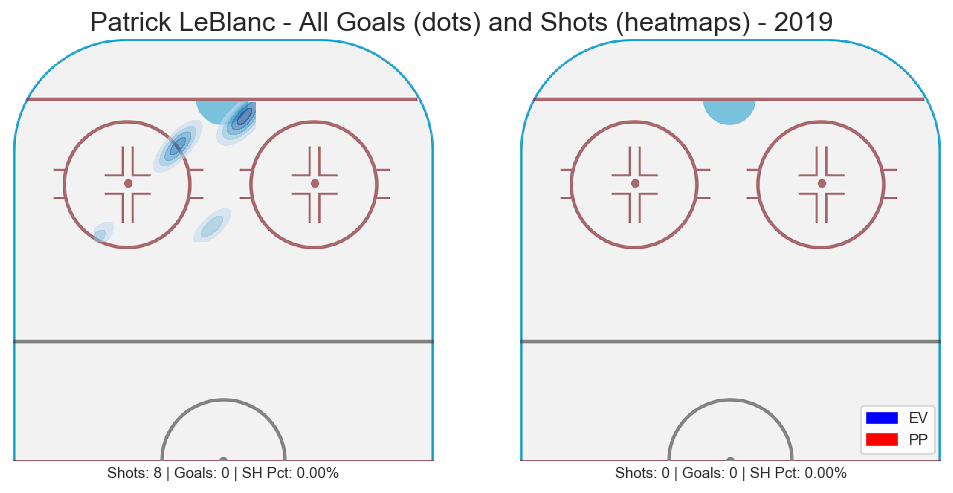 Patrick LeBlanc - All Goals (dots) and Shots (heatmaps) - 2019
EV
PP
Shots: 8 | Goals: 0 | SH Pct: 0.00%
Shots: 0 | Goals: 0 | SH Pct: 0.00%